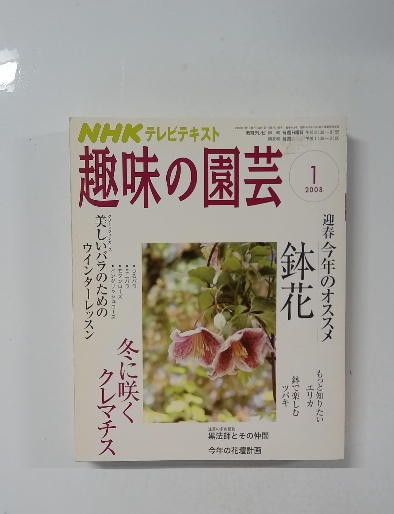 NHK テレビテキスト
趣味の園芸
1
2008
迎春 今年のオススメ
鉢花
美しいバラのための
ウインターレッスン
冬に咲く
クレマチス
もっと知りたい
エリカ
鉢で楽しむ
ツバキ
黒法師とその仲間
今年の花壇計画